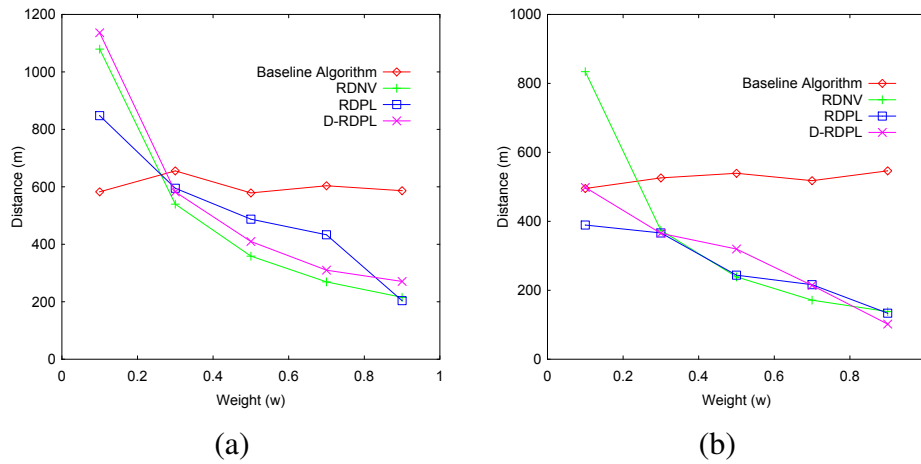 1200
1000
800
600
400
200
0
Distance (m)
0
0.2
0.4
0.6
0.8
1
Weight (w)
Baseline Algorithm
RDNV
RDPL
D-RDPL
(a)
1000
800
600
400
200
0
Distance (m)
0
0.2
0.4
0.6
0.8
Weight (w)
Baseline Algorithm
RDNV
RDPL
D-RDPL
(b)